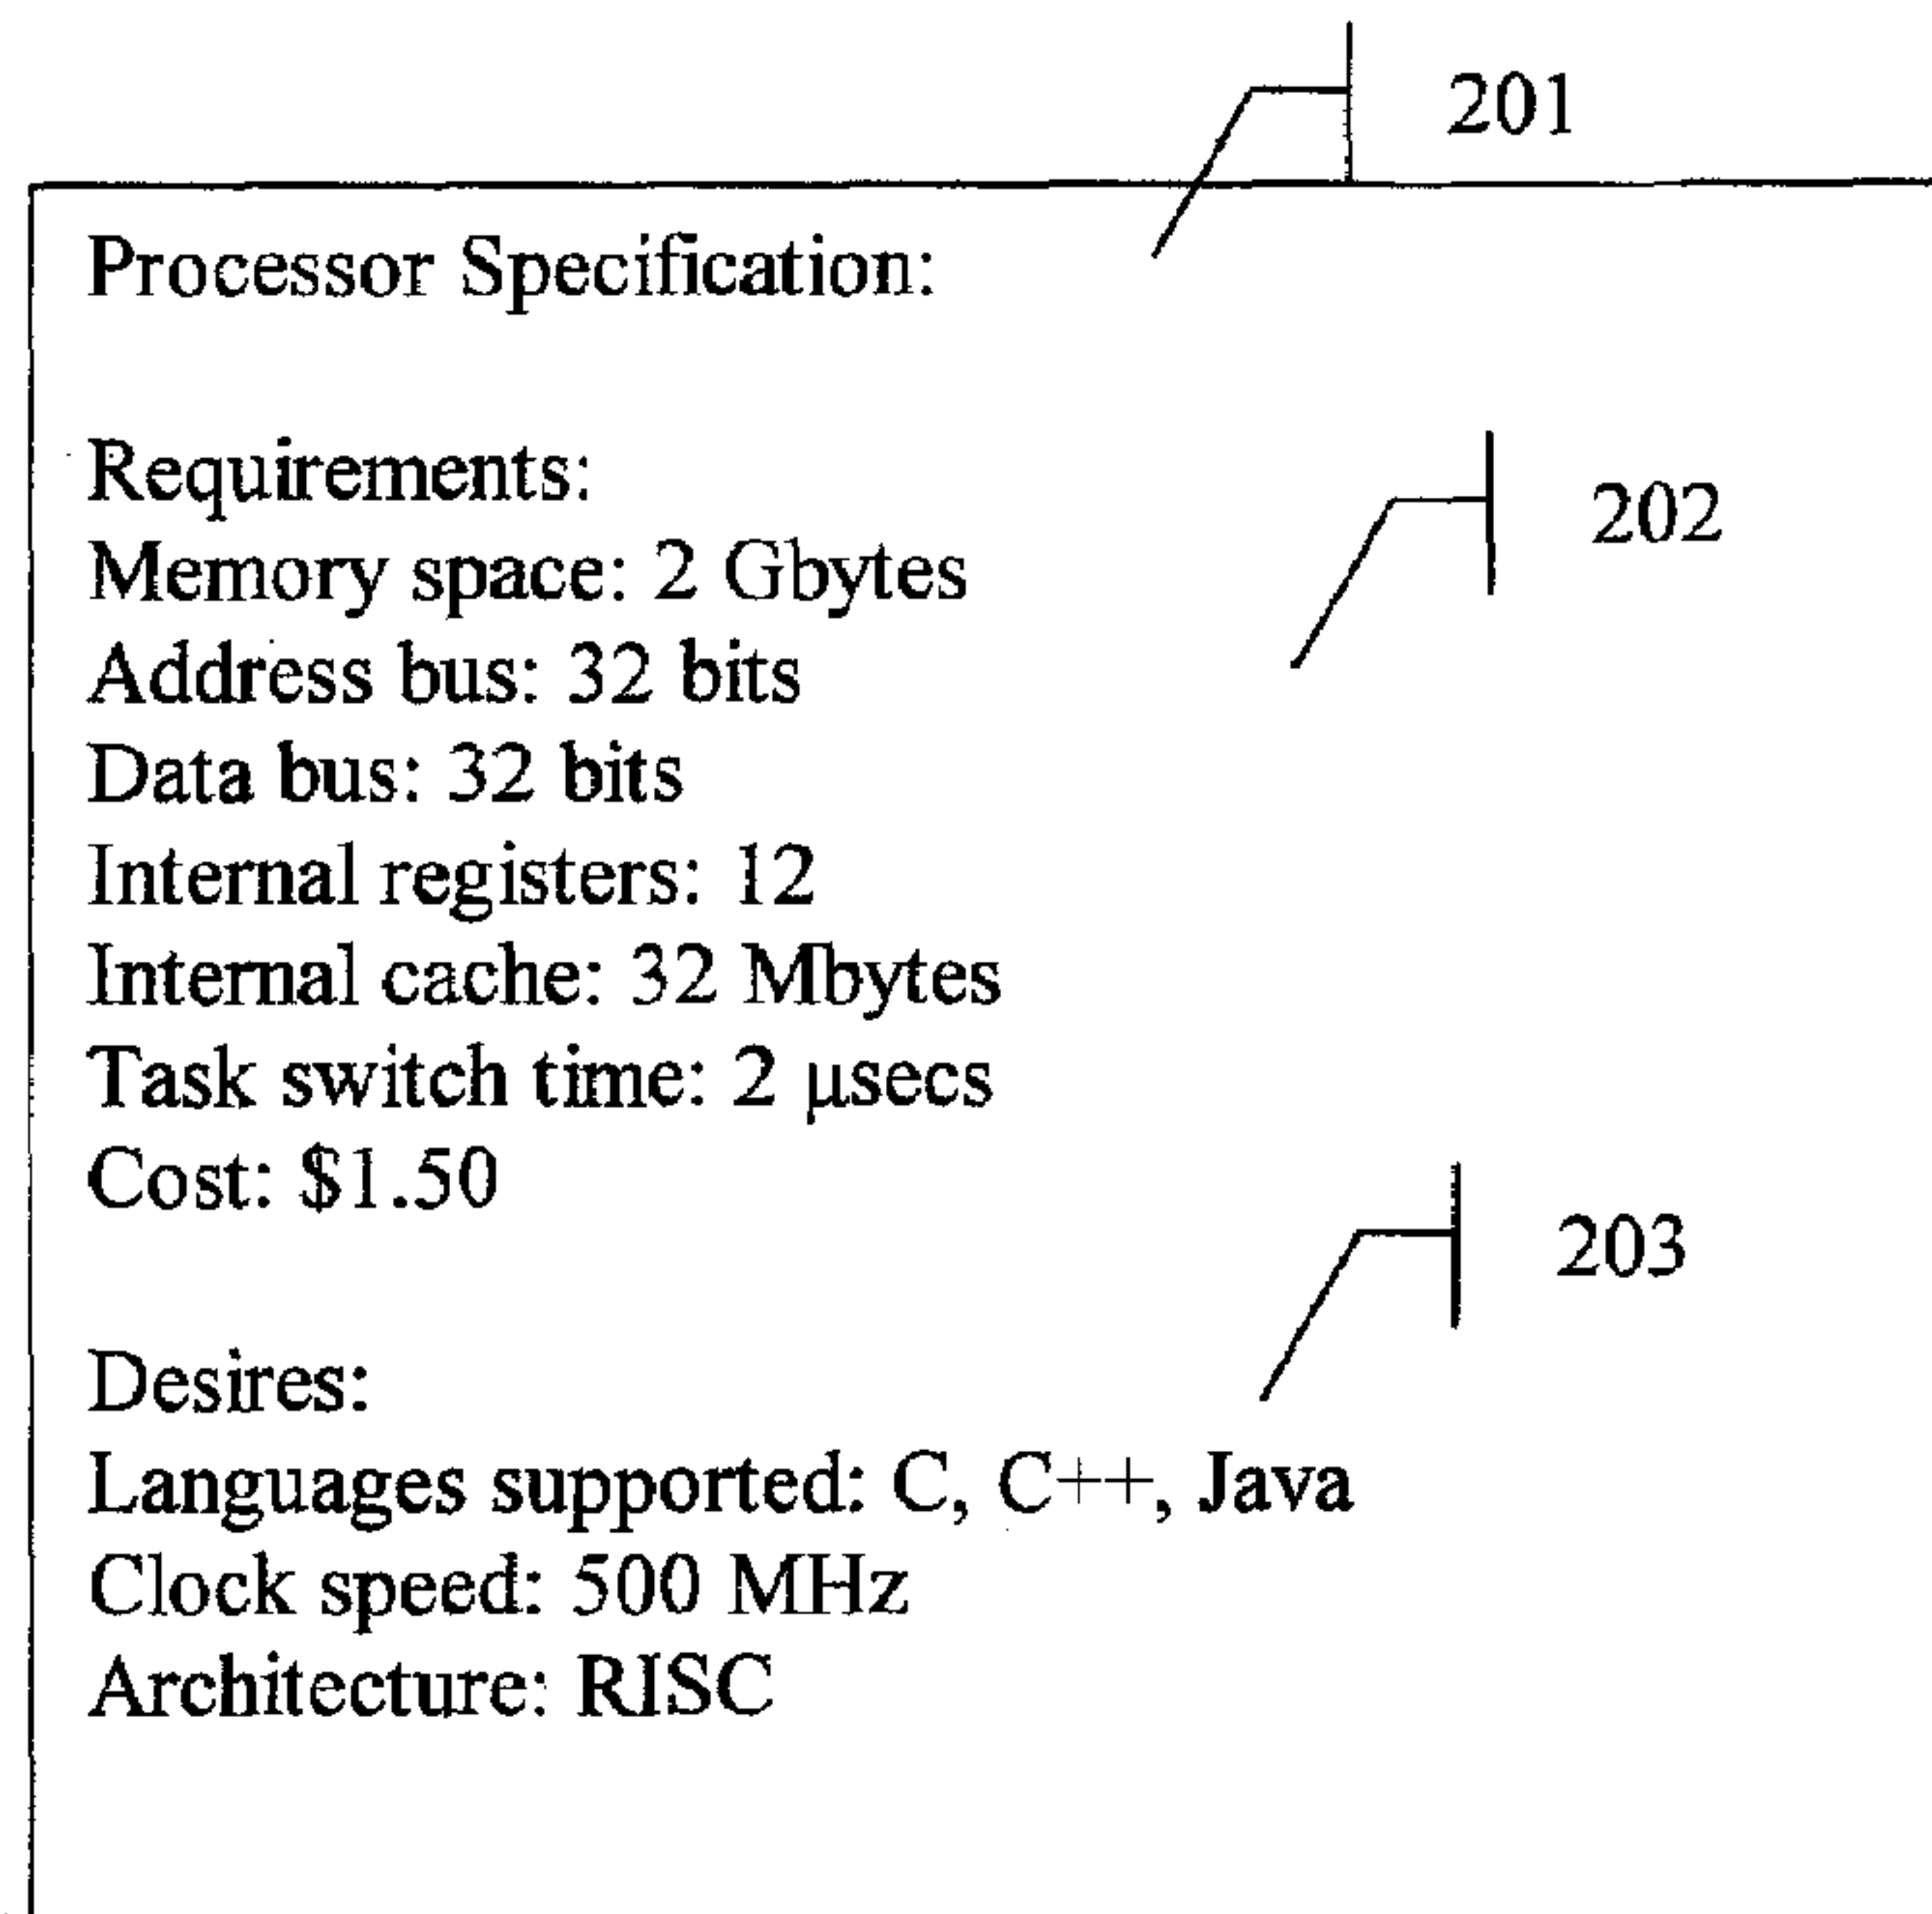 201
Processor Specification:
Requirements:
202
Memory space: 2 Gbytes
Address bus: 32 bits
Data bus: 32 bits
Internal registers: 12
Internal cache: 32 Mbytes
Task switch time: 2 μsecs
Cost: $1.50
203
Desires:
Languages supported: C, C++, Java
Clock speed: 500 MHz
Architecture: RISC